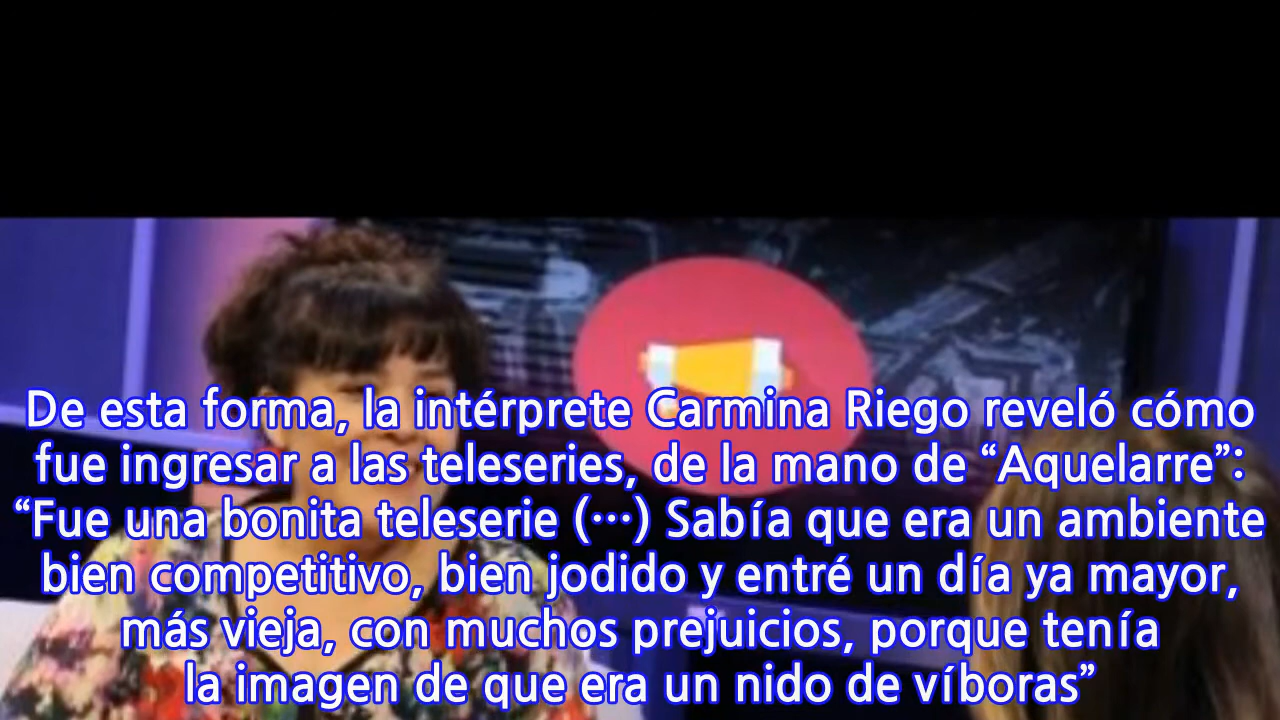 De esta forma, la intérprete Carmina Riego reveló cómo
fue ingresar a las teleseries, de la mano de “Aquelarre”:
“Fue una bonita teleserie (···) Sabía que era un ambiente
bien competitivo, bien jodido y entré un día ya mayor,
más vieja, con muchos prejuicios, porque tenía
la imagen de que era un nido de víboras”